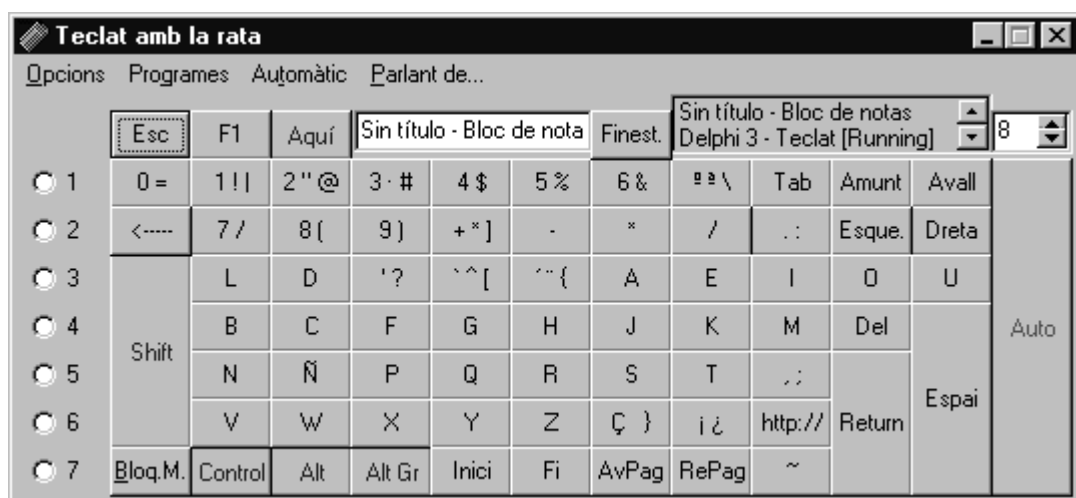 Teclat amb la rata
Opcions Programes Automàtic Parlant de...
Esc F1 Aquí Sin título - Bloc de nota Finest. Sin título - Bloc de notas 8
Delphi 3 - Teclat [Running]
1 0 = 1 ! | 2 " @ 3 · # 4 $ 5 % 6 & º ª \ Tab Amunt Avall
2 <----- 7 / 8 ( 9 ) + * ] - * / . : Esque. Dreta
3 L D ' ? ` ^ [ ´ ¨ { A E I O U
4 B C F G H J K M Del Auto
Shift
5 N Ñ P Q R S T , ;
Espai
6 V W X Y Z Ç } ¡ ¿ http:// Return
7 Bloq.M. Control Alt Alt Gr Inici Fi AvPag RePag ~